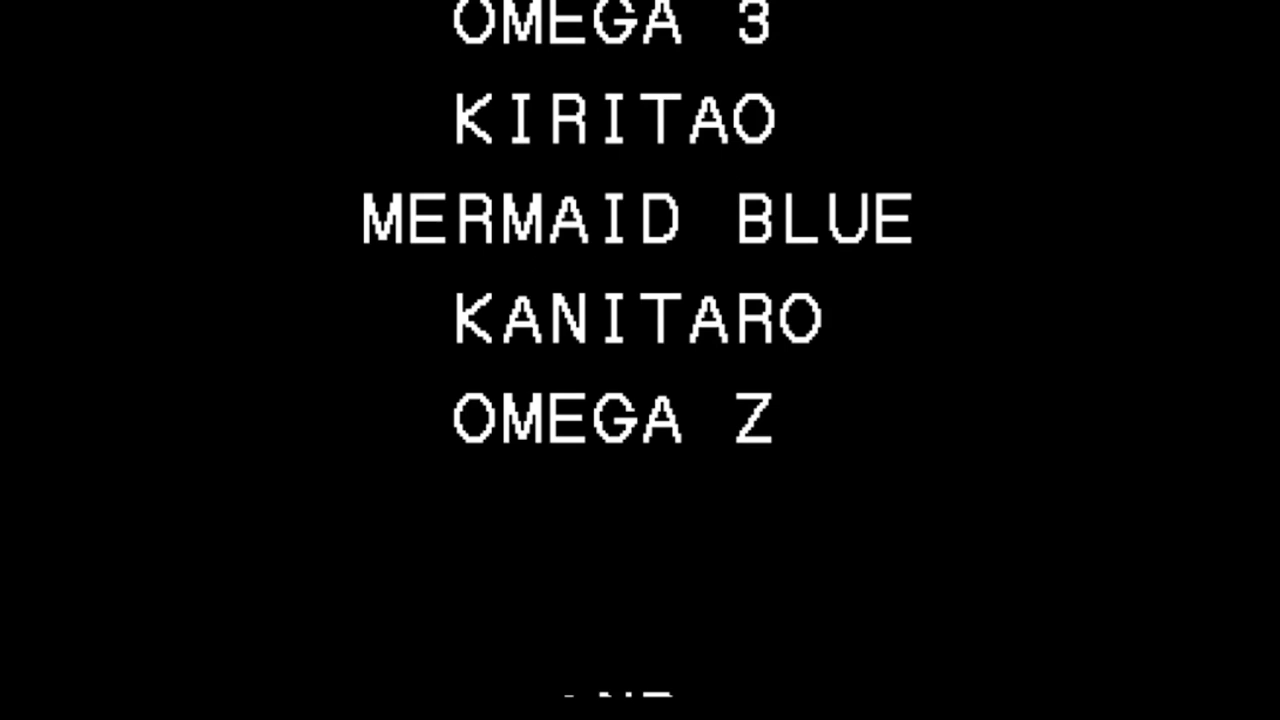 OMEGA 3
KIRITAO
MERMAID BLUE
KANITARO
OMEGA Z